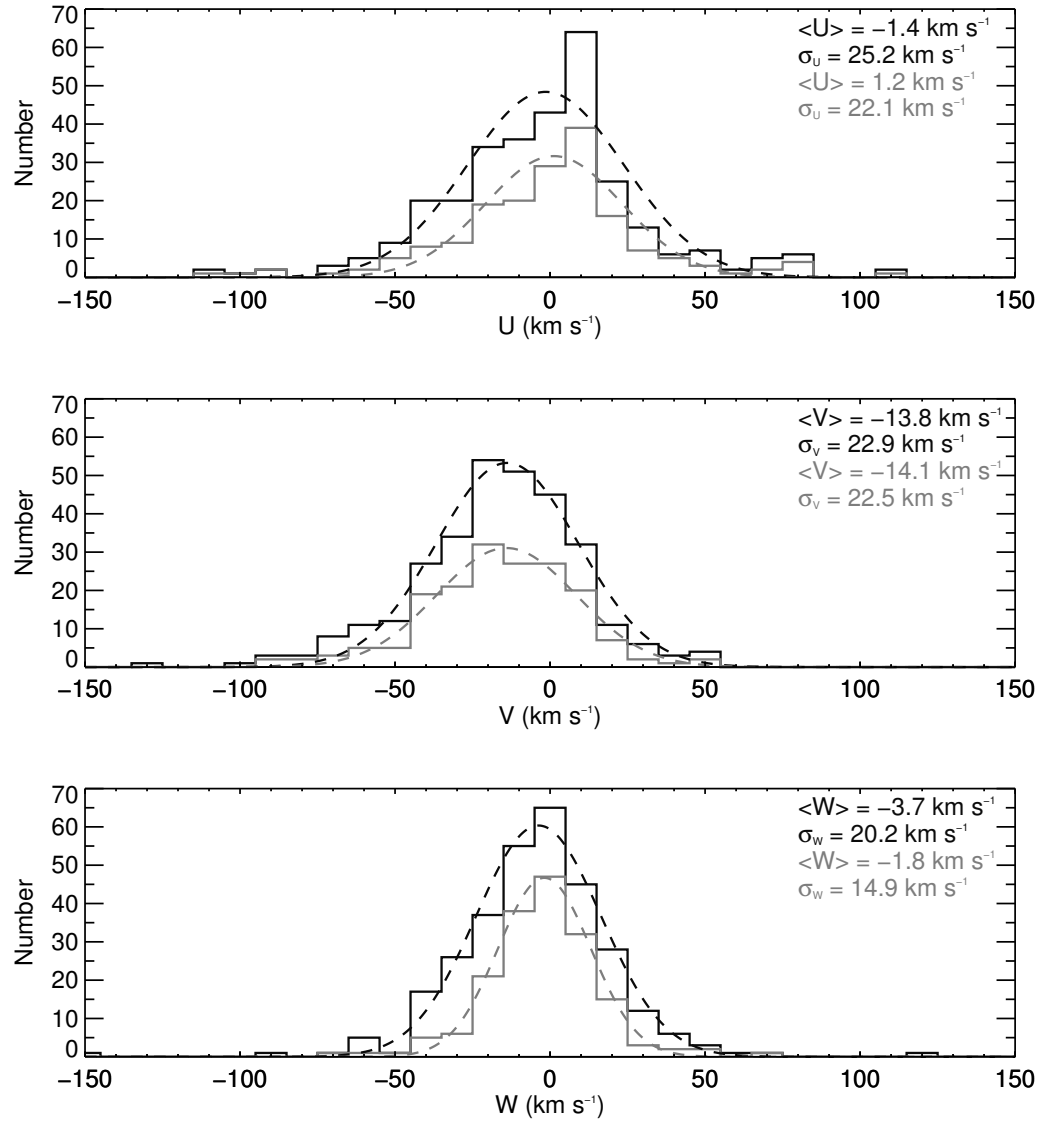 70
60
50
40
30
20
10
0
Number
−150 −100 −50 0 50 100 150
U (km s⁻¹)
<U> = −1.4 km s⁻¹
σU = 25.2 km s⁻¹
<U> = 1.2 km s⁻¹
σU = 22.1 km s⁻¹
70
60
50
40
30
20
10
0
Number
−150 −100 −50 0 50 100 150
V (km s⁻¹)
<V> = −13.8 km s⁻¹
σV = 22.9 km s⁻¹
<V> = −14.1 km s⁻¹
σV = 22.5 km s⁻¹
70
60
50
40
30
20
10
0
Number
−150 −100 −50 0 50 100 150
W (km s⁻¹)
<W> = −3.7 km s⁻¹
σW = 20.2 km s⁻¹
<W> = −1.8 km s⁻¹
σW = 14.9 km s⁻¹